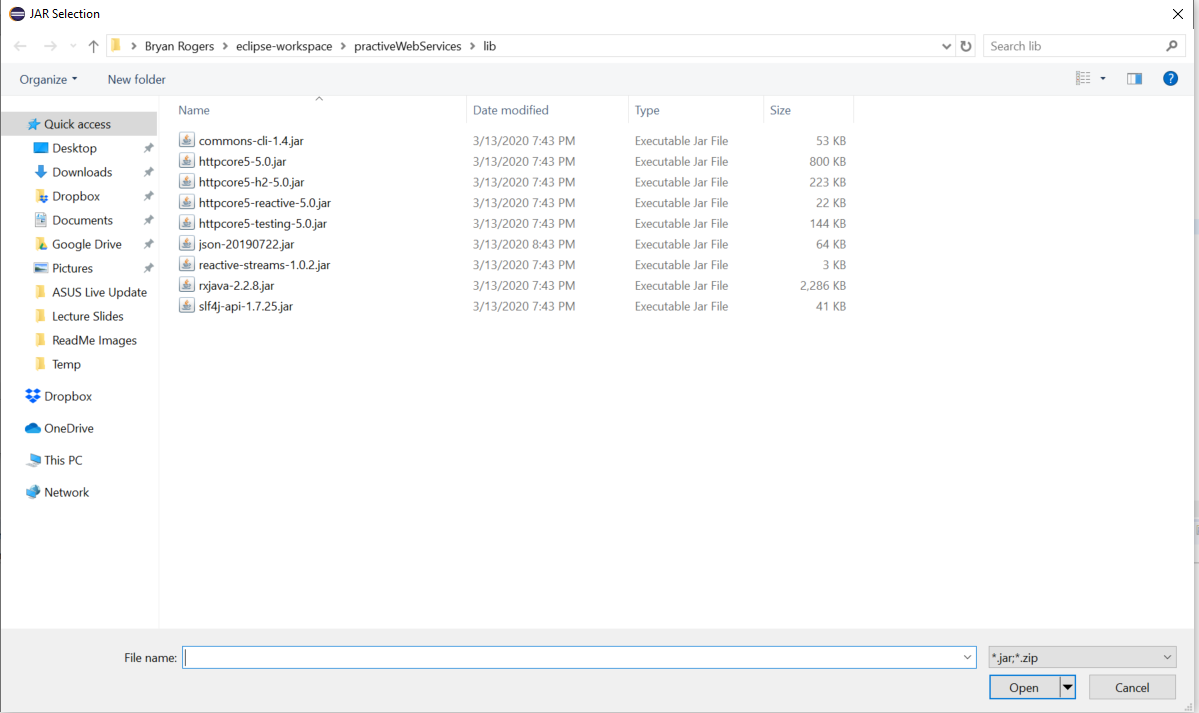 JAR Selection
Bryan Rogers > eclipse-workspace > practiveWebServices > lib
Search lib
Organize
New folder
Name Date modified Type Size
Quick access
Desktop
Downloads
Dropbox
Documents
Google Drive
Pictures
ASUS Live Update
Lecture Slides
ReadMe Images
Temp
Dropbox
OneDrive
This PC
Network
commons-cli-1.4.jar 3/13/2020 7:43 PM Executable Jar File 53 KB
httpcore5-5.0.jar 3/13/2020 7:43 PM Executable Jar File 800 KB
httpcore5-h2-5.0.jar 3/13/2020 7:43 PM Executable Jar File 223 KB
httpcore5-reactive-5.0.jar 3/13/2020 7:43 PM Executable Jar File 22 KB
httpcore5-testing-5.0.jar 3/13/2020 7:43 PM Executable Jar File 144 KB
json-20190722.jar 3/13/2020 8:43 PM Executable Jar File 64 KB
reactive-streams-1.0.2.jar 3/13/2020 7:43 PM Executable Jar File 3 KB
rxjava-2.2.8.jar 3/13/2020 7:43 PM Executable Jar File 2,286 KB
slf4j-api-1.7.25.jar 3/13/2020 7:43 PM Executable Jar File 41 KB
File name:
*.jar;*.zip
Open
Cancel